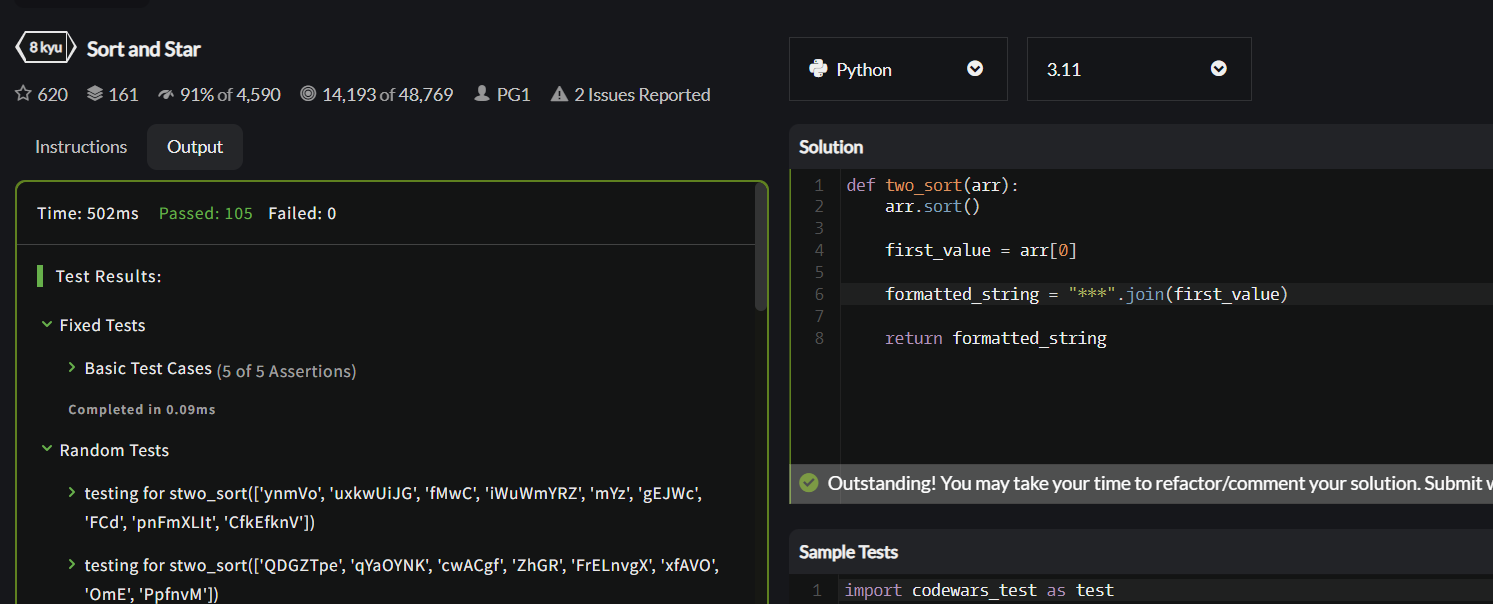 8 kyu Sort and Star
620 161 91% of 4,590 14,193 of 48,769 PG1 2 Issues Reported
Instructions Output
Time: 502ms Passed: 105 Failed: 0
Test Results:
Fixed Tests
Basic Test Cases (5 of 5 Assertions)
Completed in 0.09ms
Random Tests
testing for stwo_sort(['ynmVo', 'uxkwUiJG', 'fMwC', 'iWuWmYRZ', 'mYz', 'gEJWc',
'FCd', 'pnFmXLIt', 'CfkEfknV'])
testing for stwo_sort(['QDGZTpe', 'qYaOYNK', 'cwACgf', 'ZhGR', 'FrELnvgX', 'xfAVO',
'OmE', 'PpfnvM'])
Python 3.11
Solution
1 def two_sort(arr):
2 arr.sort()
3
4 first_value = arr[0]
5
6 formatted_string = "***".join(first_value)
7
8 return formatted_string
Outstanding! You may take your time to refactor/comment your solution. Submit w
Sample Tests
1 import codewars_test as test